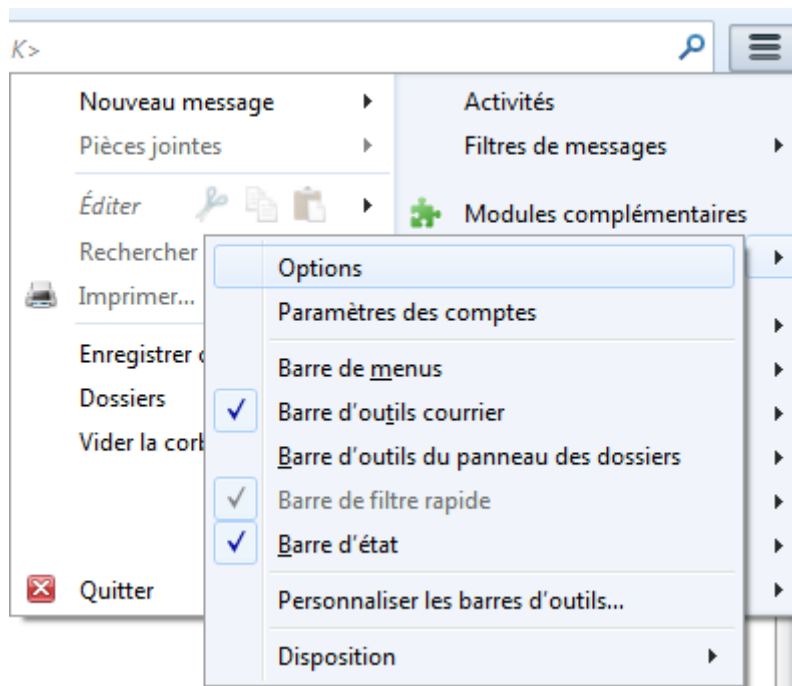 K>
Nouveau message
Pièces jointes
Éditer
Rechercher
Imprimer...
Enregistrer
Dossiers
Vider la
Quitter
Activités
Filtres de messages
Modules complémentaires
Options
Paramètres des comptes
Barre de menus
Barre d'outils courrier
Barre d'outils du panneau des dossiers
Barre de filtre rapide
Barre d'état
Personnaliser les barres d'outils...
Disposition